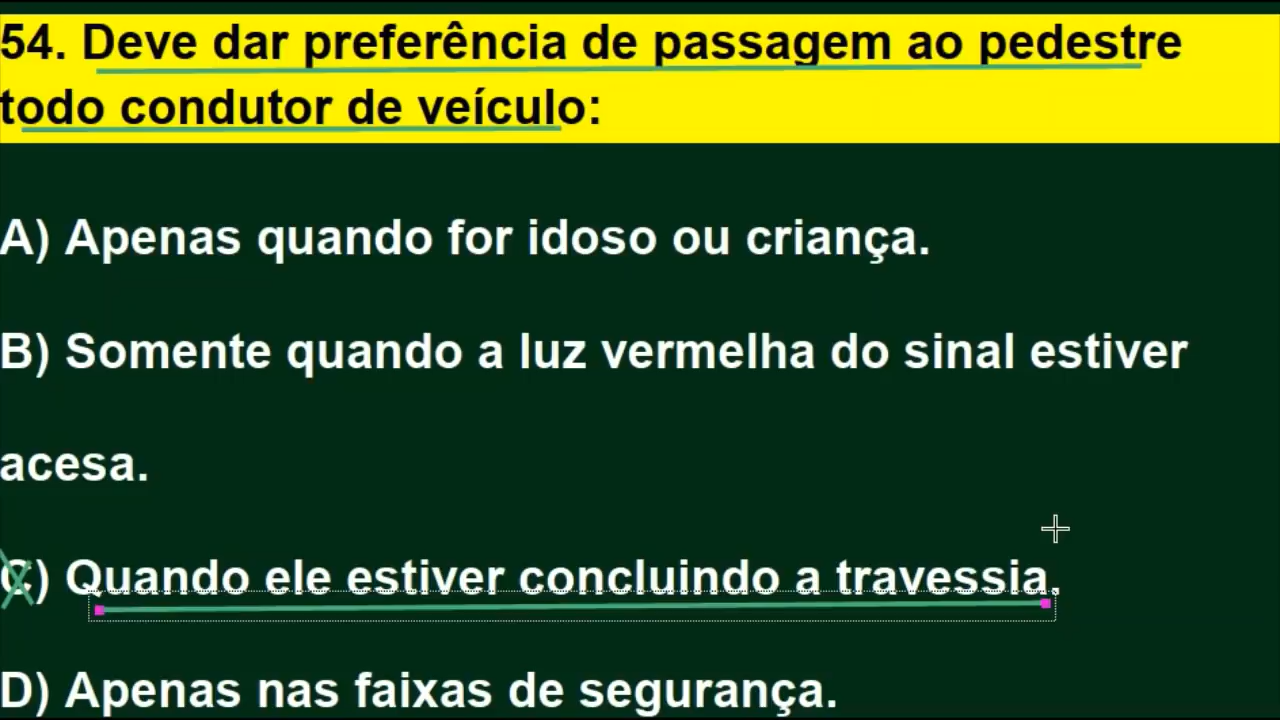 54. Deve dar preferência de passagem ao pedestre
todo condutor de veículo:
A) Apenas quando for idoso ou criança.
B) Somente quando a luz vermelha do sinal estiver
acesa.
C) Quando ele estiver concluindo a travessia.
D) Apenas nas faixas de segurança.